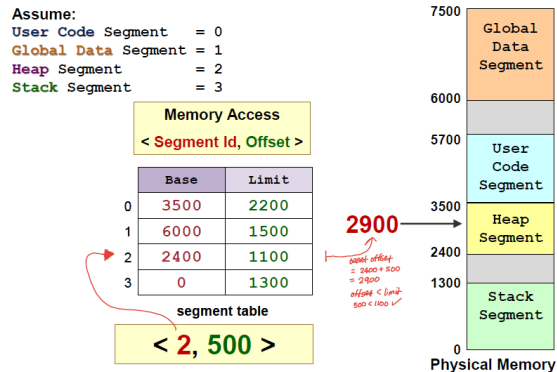 Assume:
User Code Segment = 0
Global Data Segment = 1
Heap Segment = 2
Stack Segment = 3
Memory Access
< Segment Id, Offset >
Base Limit
0 3500 2200
1 6000 1500
2 2400 1100
3 0 1300
segment table
< 2, 500 >
2900
offset
= 2400 + 500
= 2900
offset < limit
500 < 1100 ✓
7500
Global
Data
Segment
6000
5700
User
Code
Segment
3500
Heap
Segment
2400
1300
Stack
Segment
0
Physical Memory